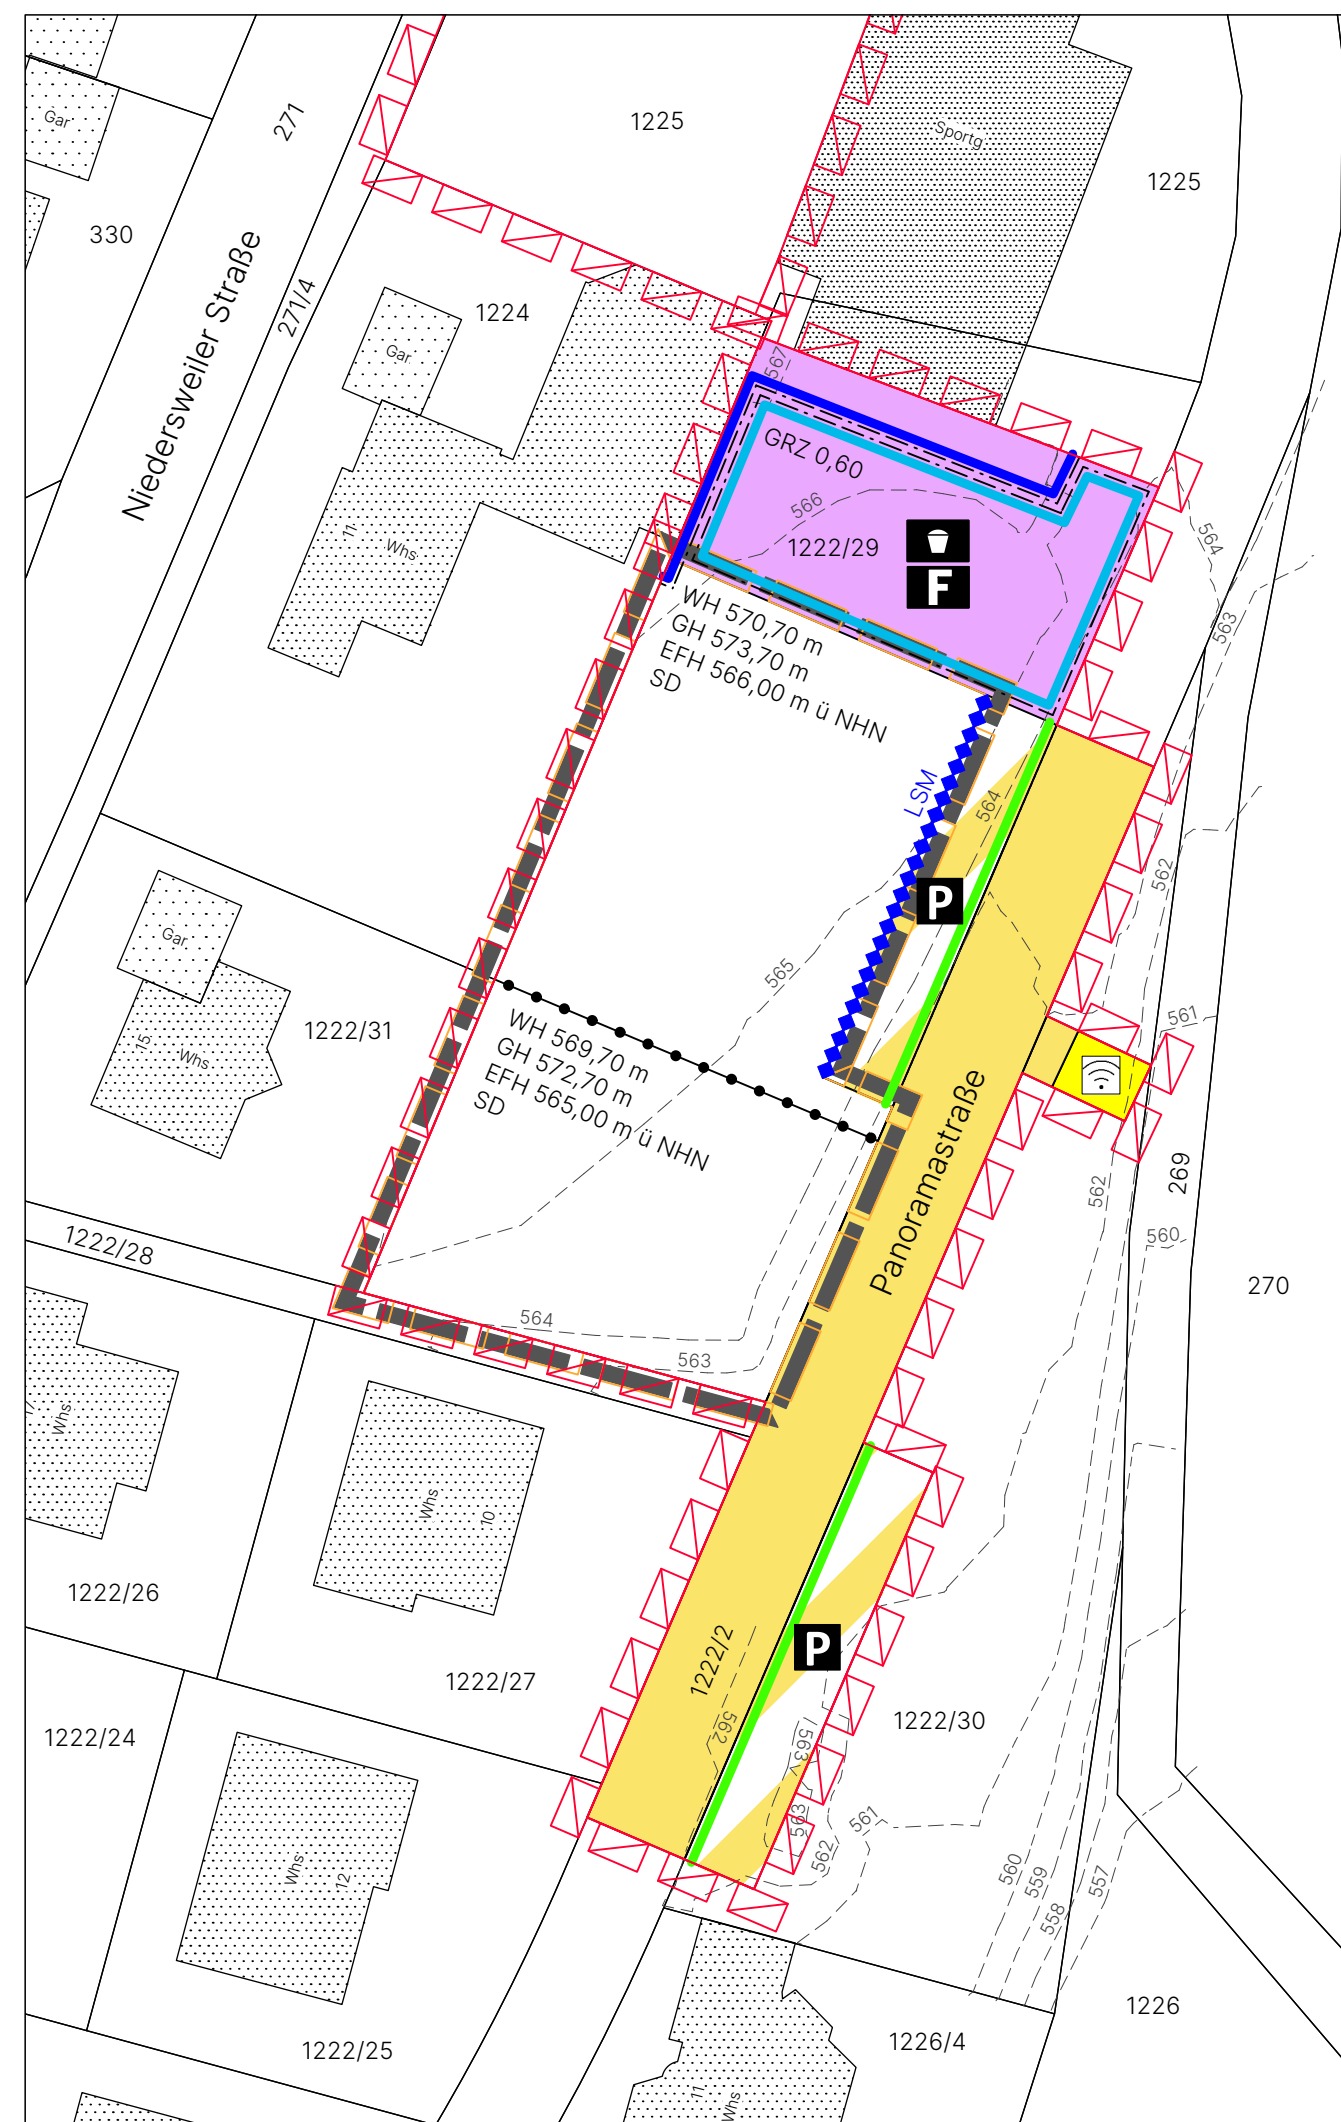 Gar
271
1225
Sportg
1225
330
Niedersweiler Straße
271/4
1224
Gar
567
GRZ 0,60
566
1222/29
F
564
563
11
Whs
WH 570,70 m
GH 573,70 m
EFH 566,00 m ü NHN
SD
LSM
564
562
P
Gar
15
Whs
1222/31
565
WH 569,70 m
GH 572,70 m
EFH 565,00 m ü NHN
SD
561
Panoramastraße
562
269
560
270
1222/28
564
563
17
Whs
Whs
10
1222/26
1222/27
1222/2
P
562
563
1222/30
1222/24
563
562
561
560
559
558
557
Whs
12
1222/25
1226
1226/4
11
Whs